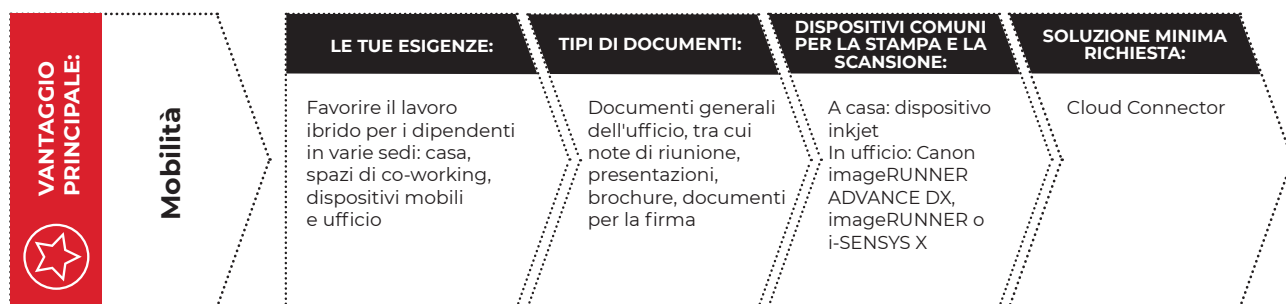 VANTAGGIO
PRINCIPALE:
Mobilità
LE TUE ESIGENZE:
Favorire il lavoro
ibrido per i dipendenti
in varie sedi: casa,
spazi di co-working,
dispositivi mobili
e ufficio
TIPI DI DOCUMENTI:
Documenti generali
dell'ufficio, tra cui
note di riunione,
presentazioni,
brochure, documenti
per la firma
DISPOSITIVI COMUNI
PER LA STAMPA E LA
SCANSIONE:
A casa: dispositivo
inkjet
In ufficio: Canon
imageRUNNER
ADVANCE DX,
imageRUNNER o
i-SENSYS X
SOLUZIONE MINIMA
RICHIESTA:
Cloud Connector